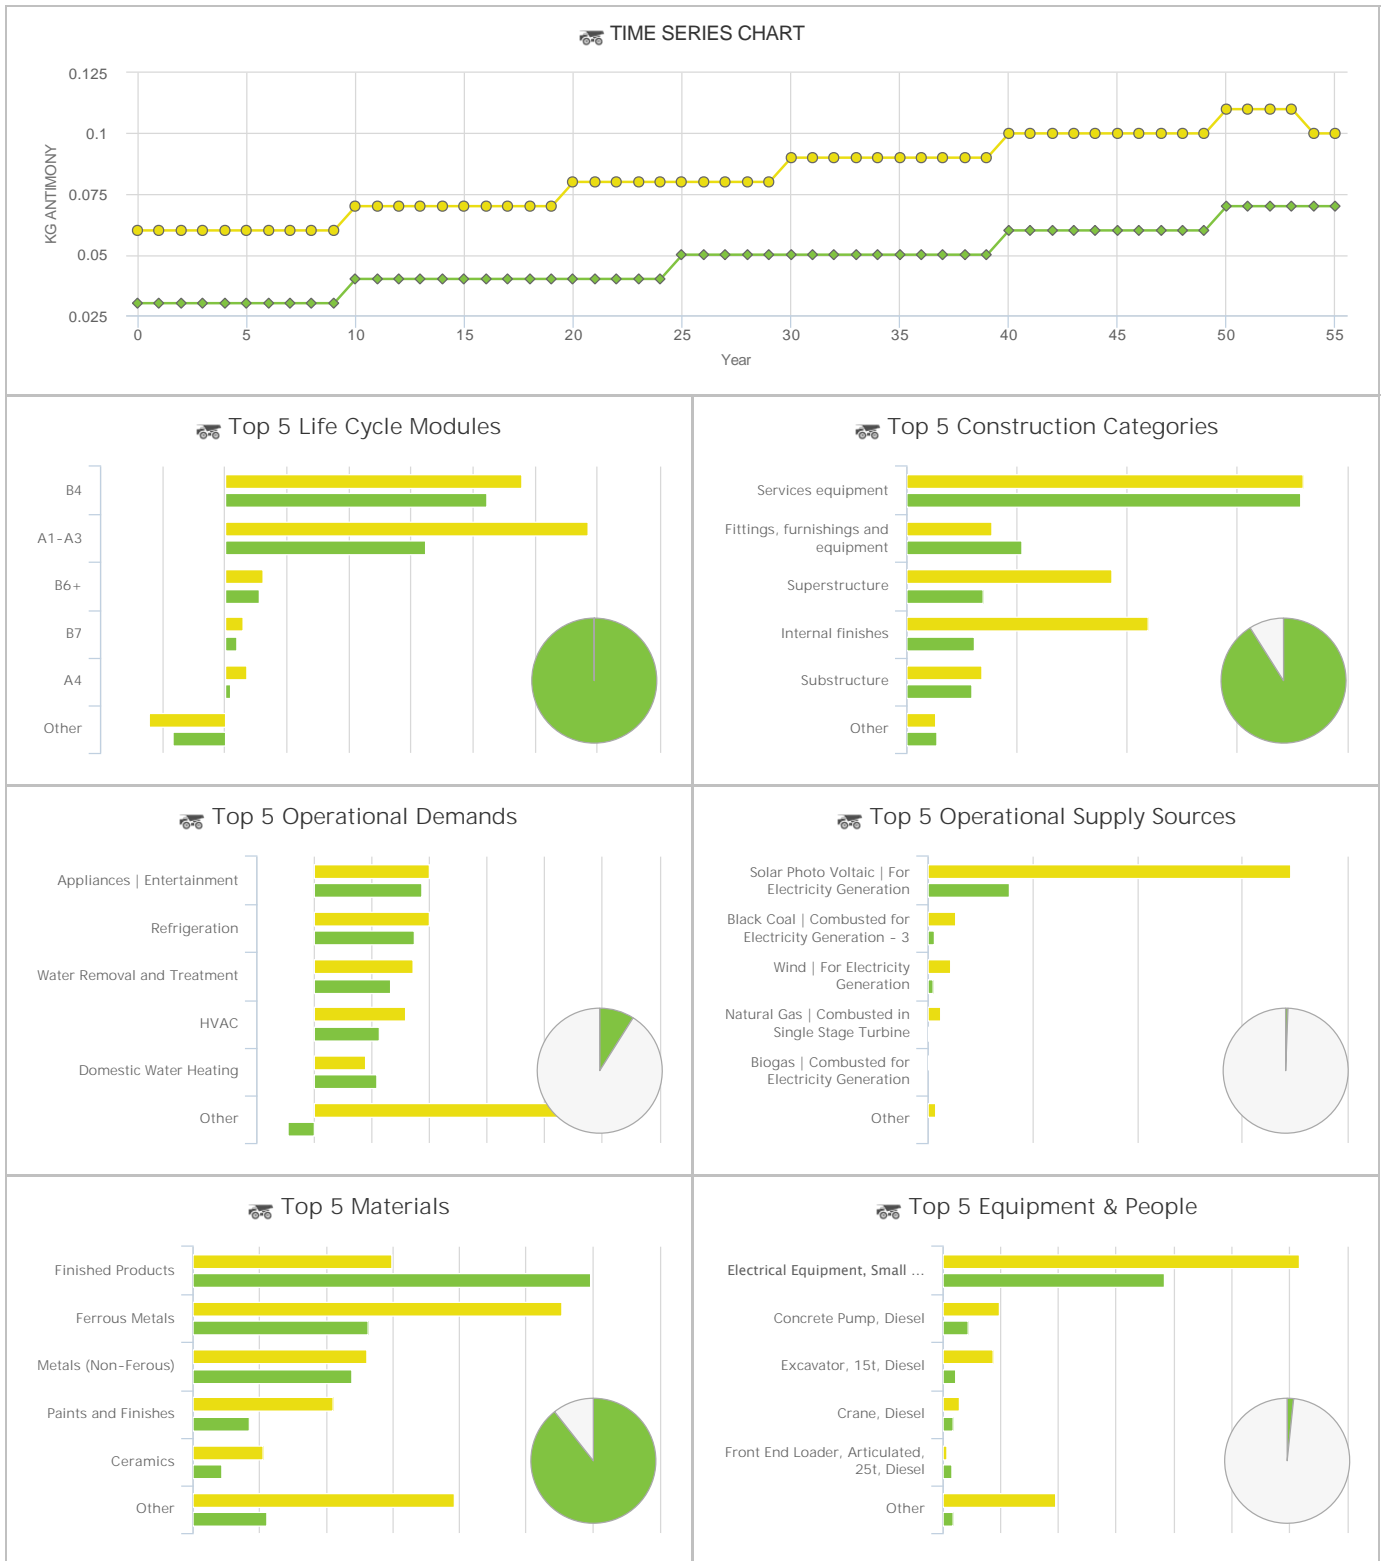 TIME SERIES CHART
0.125
0.1
0.075
0.05
0.025
KG ANTIMONY
0 5 10 15 20 25 30 35 40 45 50 55
Year
Top 5 Life Cycle Modules
B4
A1-A3
B6+
B7
A4
Other
Top 5 Construction Categories
Services equipment
Fittings, furnishings and
equipment
Superstructure
Internal finishes
Substructure
Other
Top 5 Operational Demands
Appliances | Entertainment
Refrigeration
Water Removal and Treatment
HVAC
Domestic Water Heating
Other
Top 5 Operational Supply Sources
Solar Photo Voltaic | For
Electricity Generation
Black Coal | Combusted for
Electricity Generation - 3
Wind | For Electricity
Generation
Natural Gas | Combusted in
Single Stage Turbine
Biogas | Combusted for
Electricity Generation
Other
Top 5 Materials
Finished Products
Ferrous Metals
Metals (Non-Ferous)
Paints and Finishes
Ceramics
Other
Top 5 Equipment & People
Electrical Equipment, Small ...
Concrete Pump, Diesel
Excavator, 15t, Diesel
Crane, Diesel
Front End Loader, Articulated,
25t, Diesel
Other